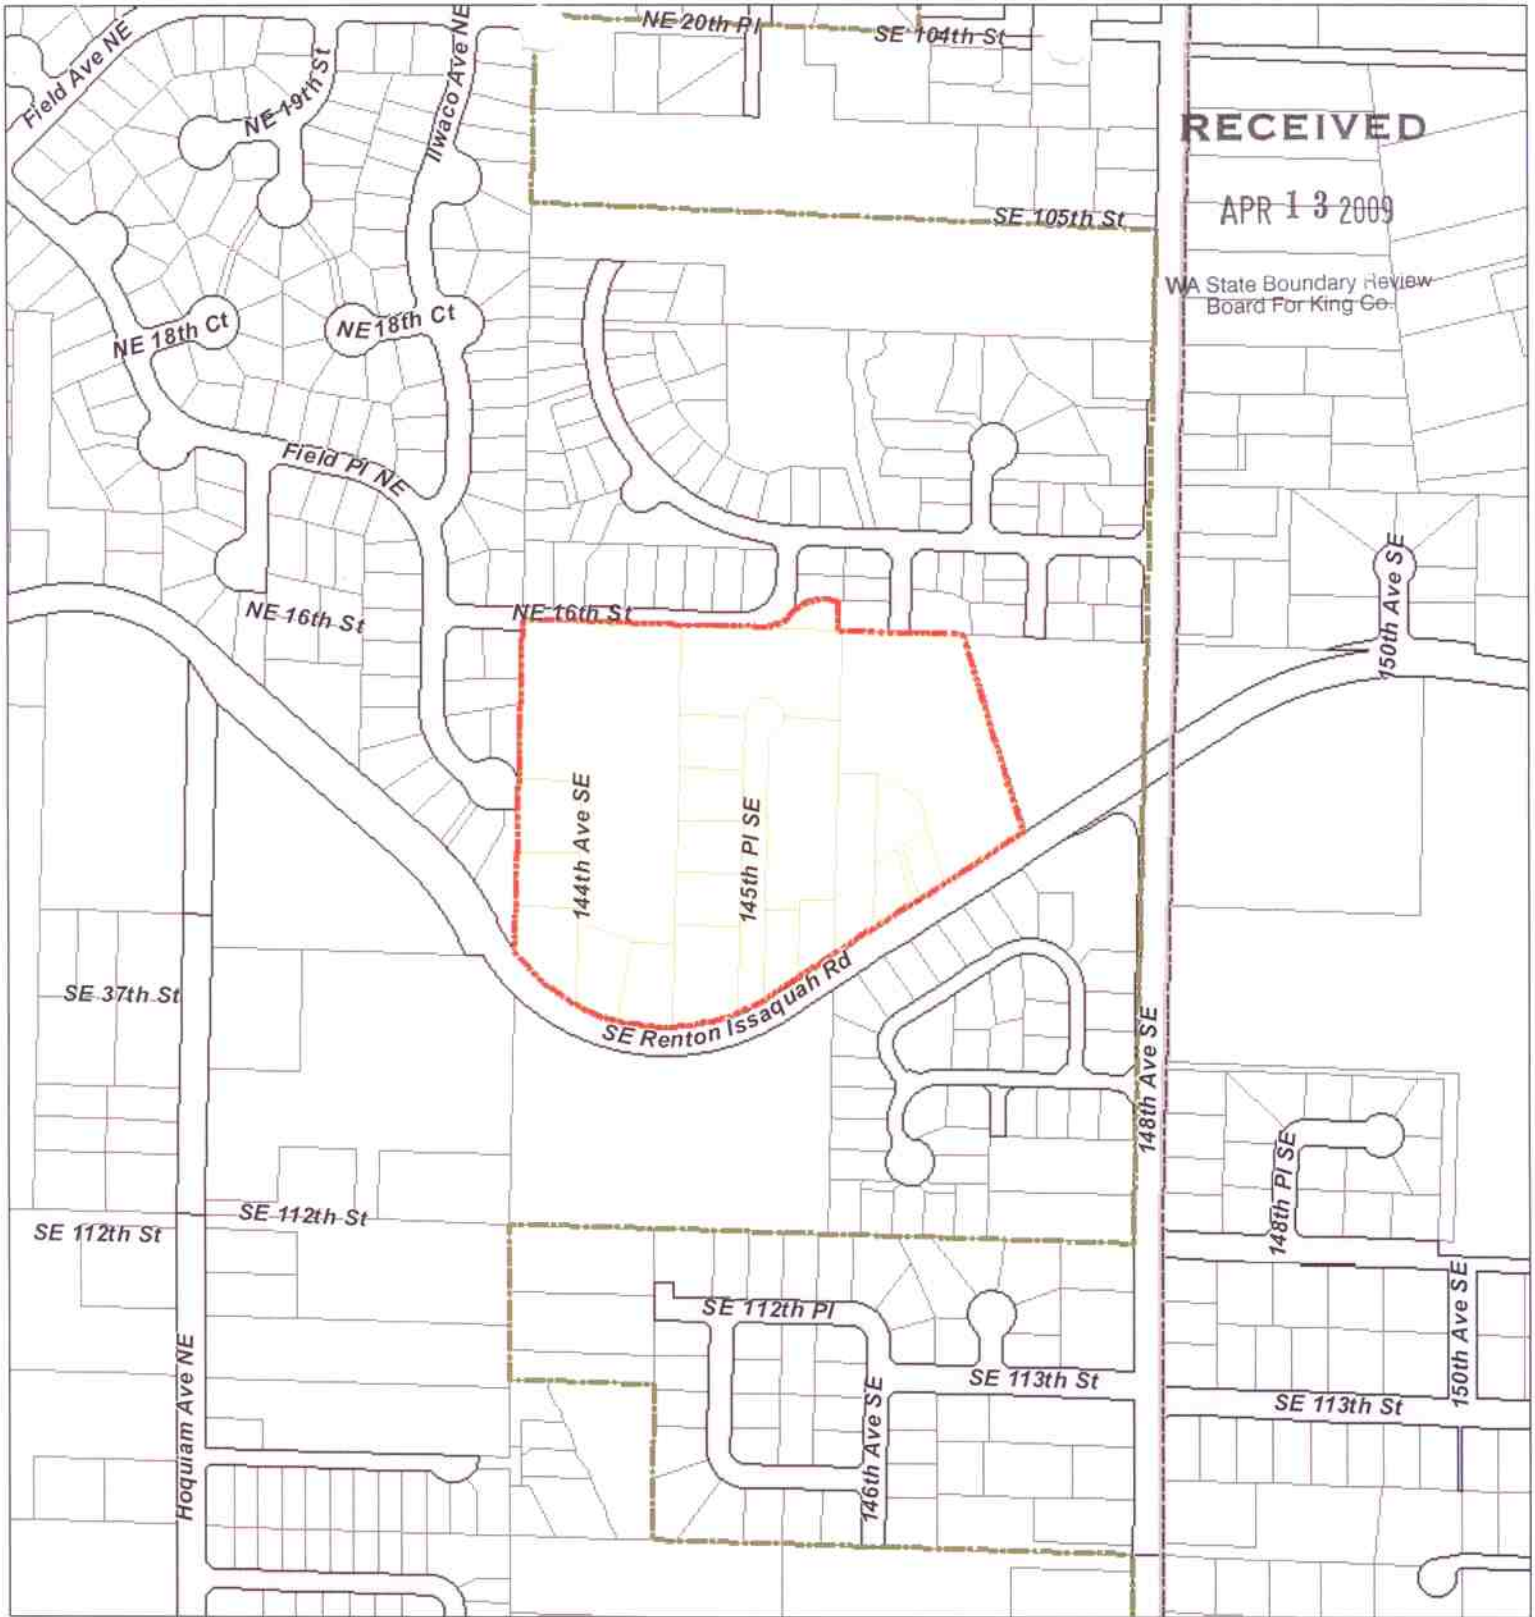 NE 20th Pl
SE 104th St
Field Ave NE
NE 19th St
Ilwaco Ave NE
RECEIVED
APR 13 2009
SE 105th St
WA State Boundary Review
Board For King Co.
NE 18th Ct
NE 18th Ct
Field Pl NE
150th Ave SE
NE 16th St
NE 16th St
144th Ave SE
145th Pl SE
SE Renton Issaquah Rd
SE 37th St
148th Ave SE
148th Pl SE
SE 112th St
SE 112th St
SE 112th Pl
150th Ave SE
Hoquiam Ave NE
SE 113th St
SE 113th St
146th Ave SE